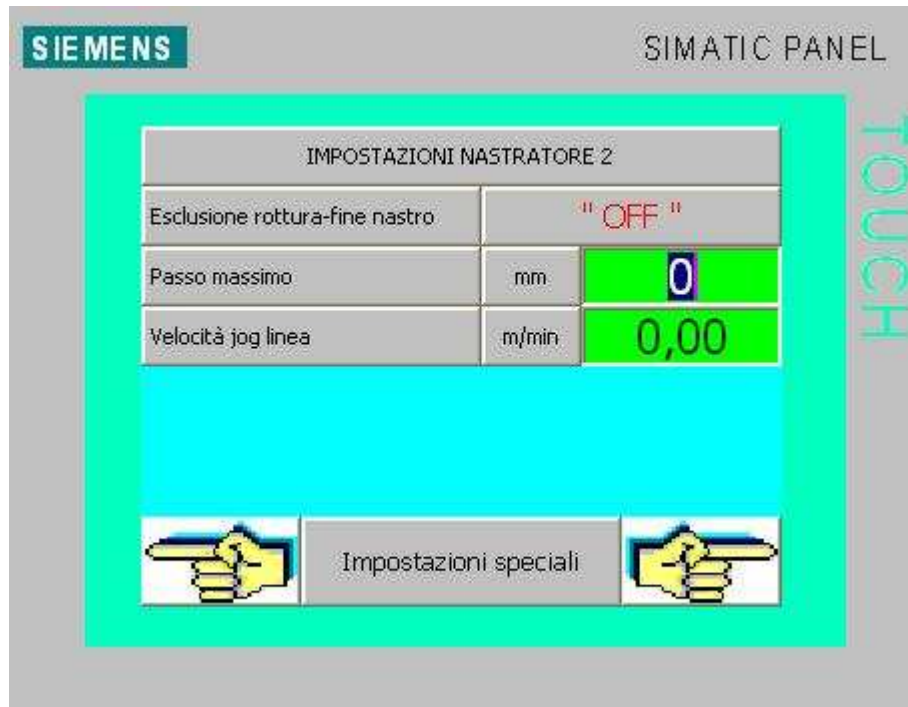 SIEMENS
SIMATIC PANEL
TOUCH
IMPOSTAZIONI NASTRATORE 2
Esclusione rottura-fine nastro " OFF "
Passo massimo mm 0
Velocità jog linea m/min 0,00
Impostazioni speciali